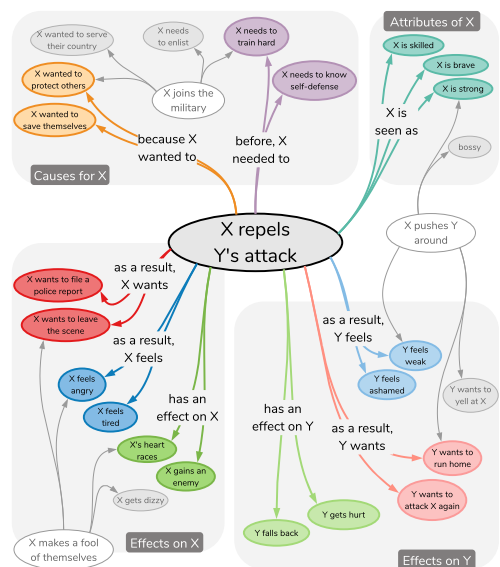 Attributes of X
X wanted to serve
their country
X needs
to enlist
X needs to
train hard
X is skilled
X is brave
X is strong
X wanted to
protect others
X needs to know
self-defense
X joins the
military
X wanted to
save themselves
because X
wanted to
before, X
needed to
X is
seen as
bossy
Causes for X
X repels
Y's attack
X pushes Y
around
X wants to file a
police report
as a result,
X wants
X wants to leave
the scene
as a result,
X feels
as a result,
Y feels
Y feels
weak
X feels
angry
Y feels
ashamed
Y wants to
yell at X
X feels
tired
has an
effect on X
has an
effect on Y
as a result,
Y wants
X's heart
races
Y wants to
run home
X gains an
enemy
X gets dizzy
Y wants to
attack X again
Y gets hurt
Y falls back
X makes a fool
of themselves
Effects on X
Effects on Y